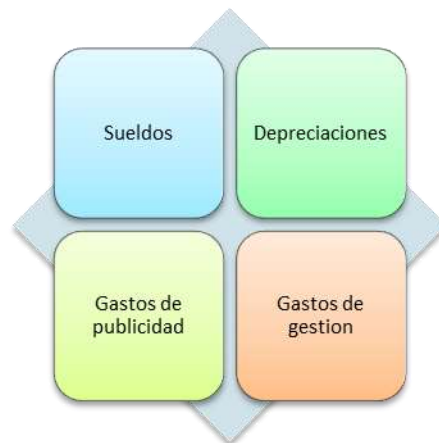 Sueldos
Depreciaciones
Gastos de
publicidad
Gastos de
gestion